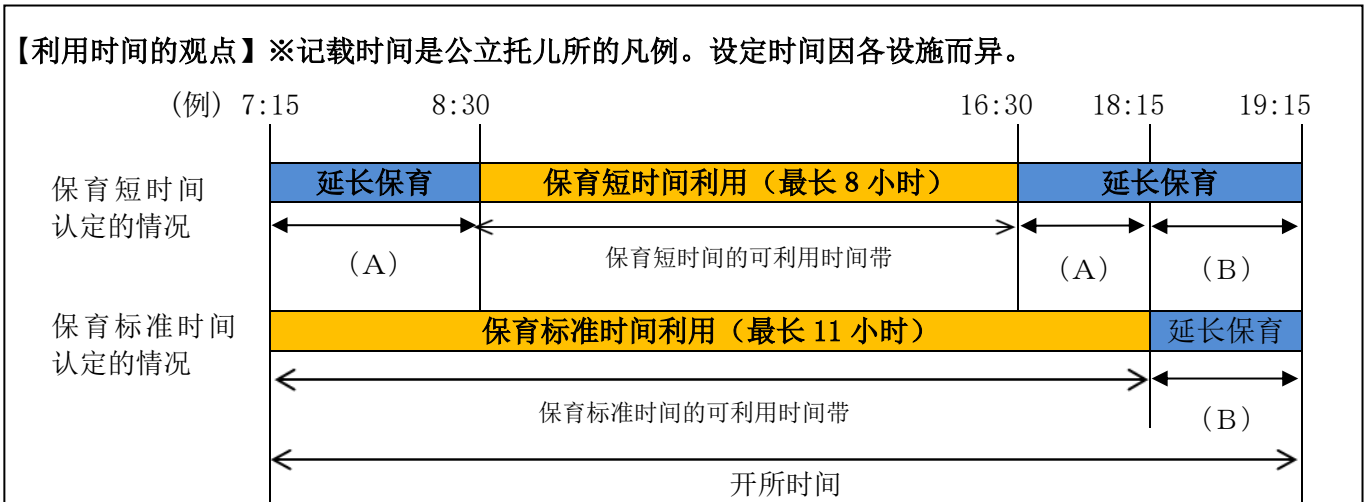 【利用时间的观点】※记载时间是公立托儿所的凡例。设定时间因各设施而异。
(例) 7:15 8:30 16:30 18:15 19:15
保育短时间
认定的情况
延长保育 保育短时间利用（最长 8 小时） 延长保育
保育短时间的可利用时间带
（A） （A） （B）
保育标准时间
认定的情况
保育标准时间利用（最长 11 小时） 延长保育
保育标准时间的可利用时间带 （B）
开所时间